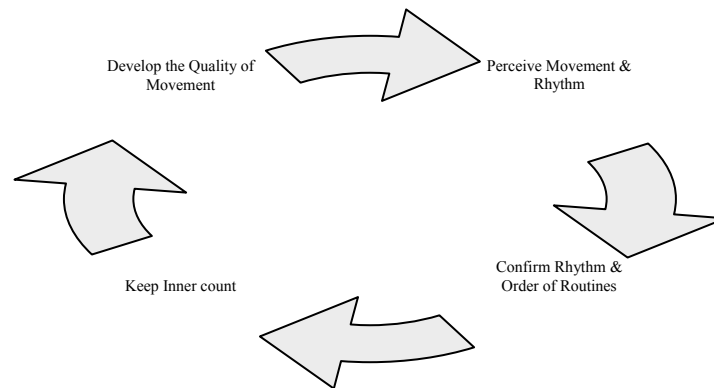 Develop the Quality of
Movement
Perceive Movement &
Rhythm
Confirm Rhythm &
Order of Routines
Keep Inner count